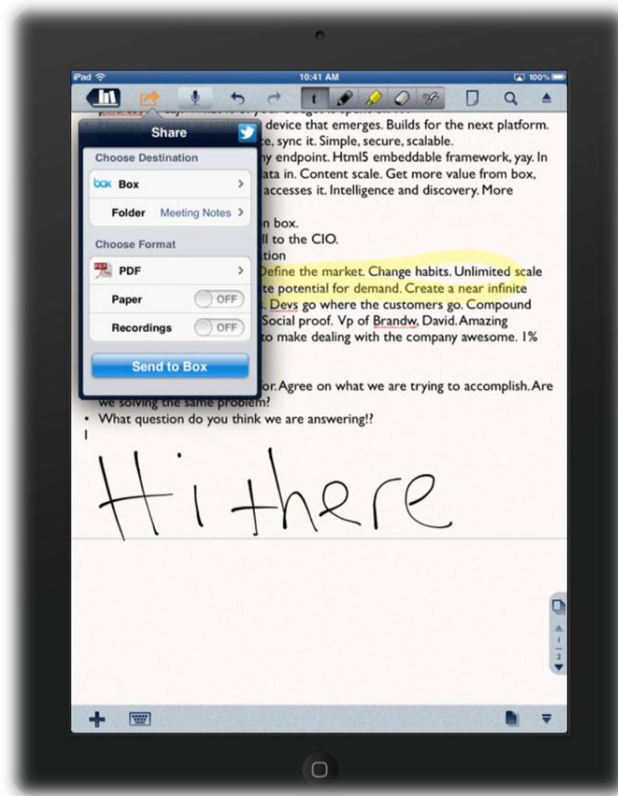 iPad 10:41 AM 100%
t
Share
Choose Destination
box Box
Folder Meeting Notes
Choose Format
PDF
Paper OFF
Recordings OFF
Send to Box
device that emerges. Builds for the next platform.
, sync it. Simple, secure, scalable.
endpoint. Html5 embeddable framework, yay. In
in. Content scale. Get more value from box,
accesses it. Intelligence and discovery. More
box.
to the CIO.
Define the market. Change habits. Unlimited scale
potential for demand. Create a near infinite
. Devs go where the customers go. Compound
Social proof. Vp of Brandw, David. Amazing
to make dealing with the company awesome. 1%
or. Agree on what we are trying to accomplish. Are
we solving the same problem?
• What question do you think we are answering!?
Hi there
1
2